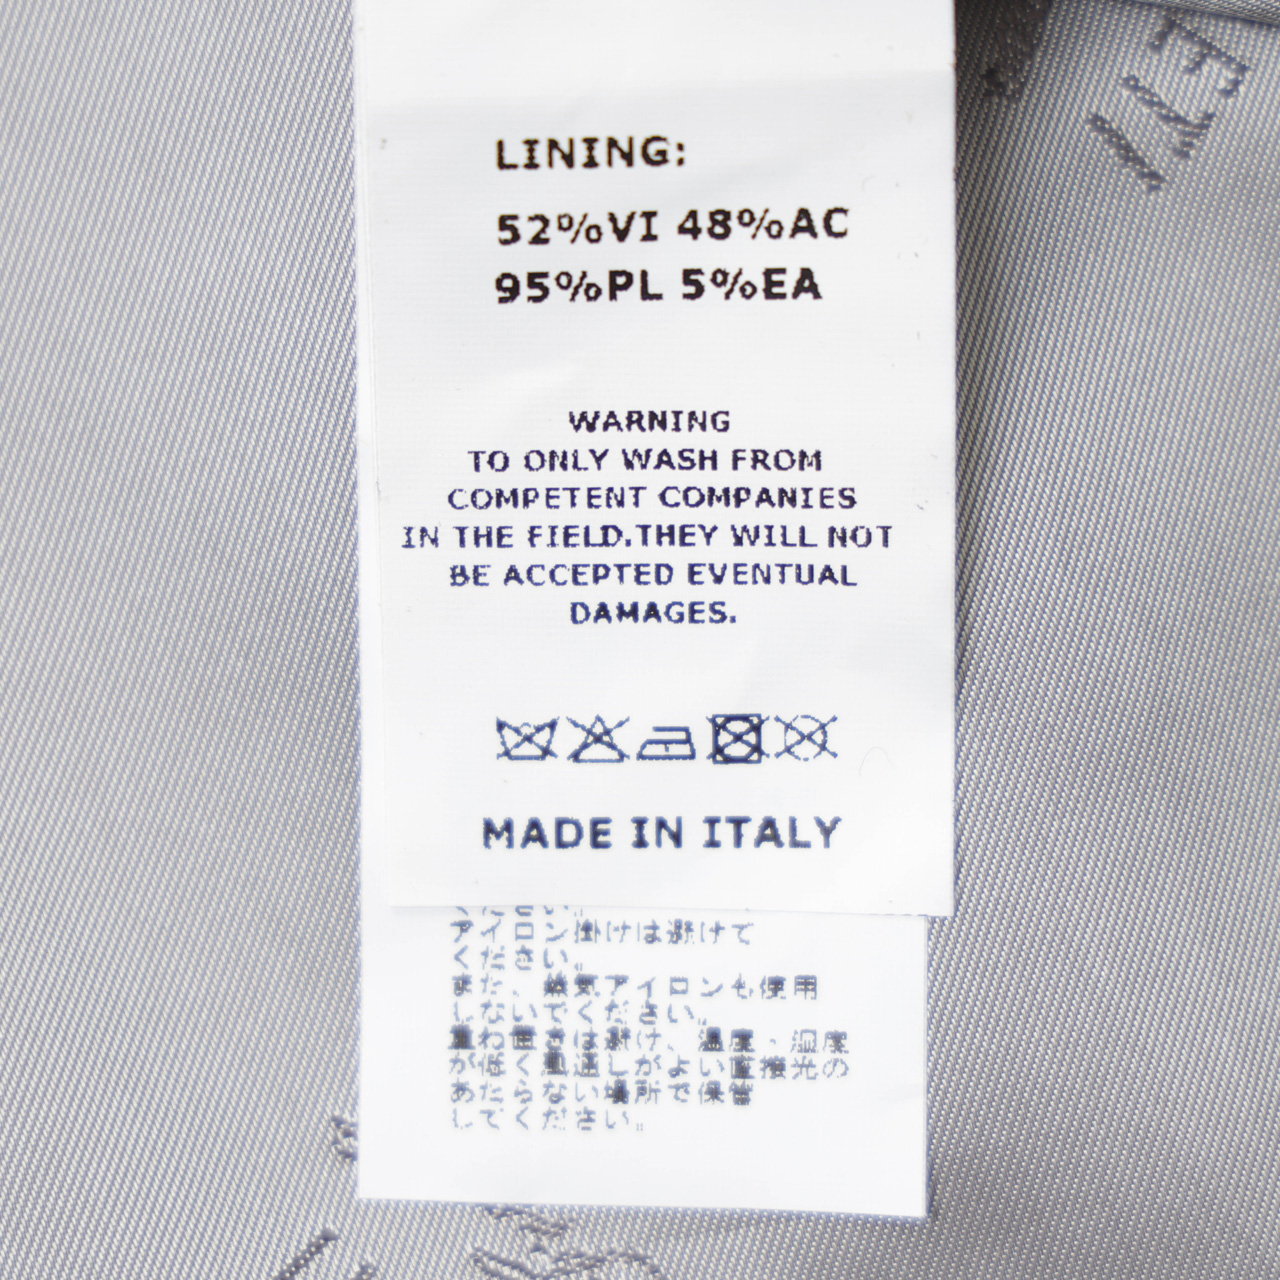 LINING:
52%VI 48%AC
95%PL 5%EA
WARNING
TO ONLY WASH FROM
COMPETENT COMPANIES
IN THE FIELD.THEY WILL NOT
BE ACCEPTED EVENTUAL
DAMAGES.
MADE IN ITALY
アイロン掛けは避けて
ください。
また、蒸気アイロンも使用
しないでください。
重ね置きは避け、温度・湿度
が低く風通しがよい直接光の
あたらない場所で保管
してください。